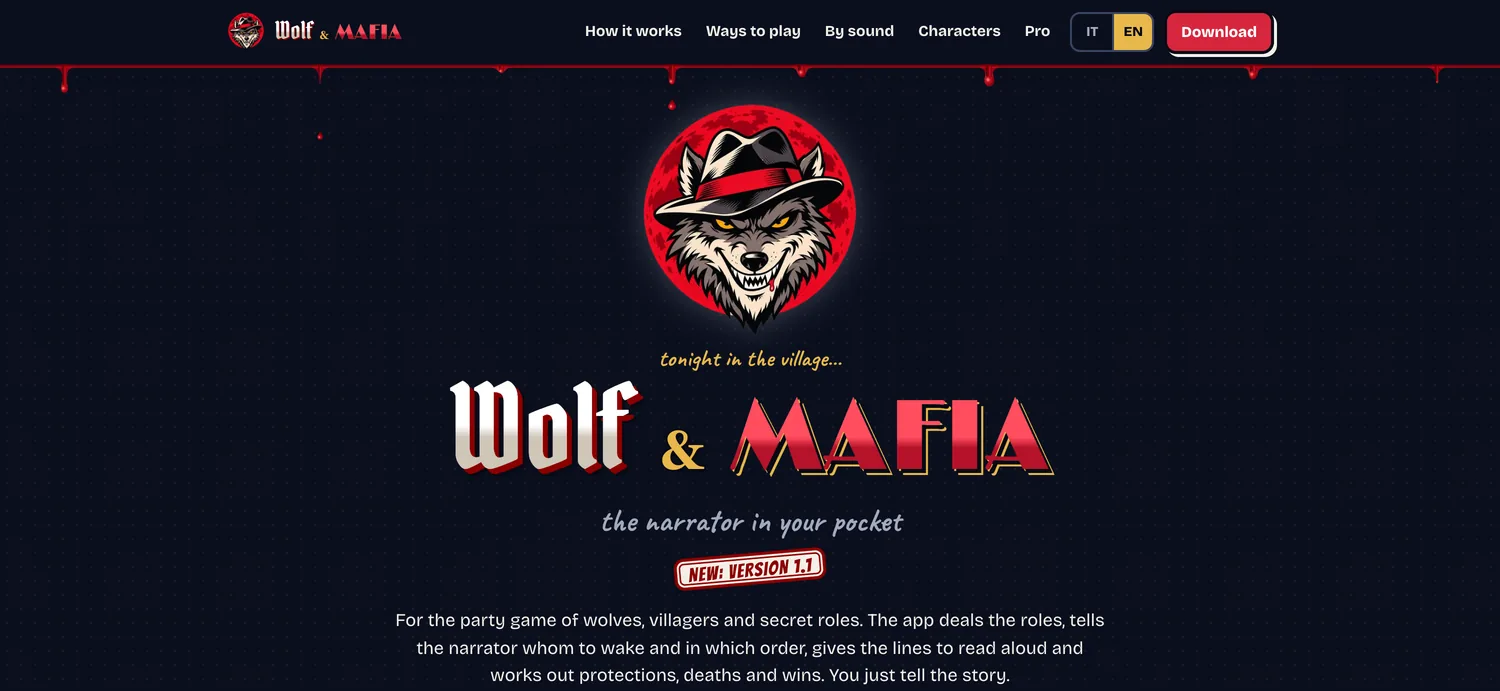 Wolf & MAFIA
How it works
Ways to play
By sound
Characters
Pro
IT
EN
Download
tonight in the village...
Wolf & MAFIA
the narrator in your pocket
NEW: VERSION 1.1
For the party game of wolves, villagers and secret roles. The app deals the roles, tells
the narrator whom to wake and in which order, gives the lines to read aloud and
works out protections, deaths and wins. You just tell the story.